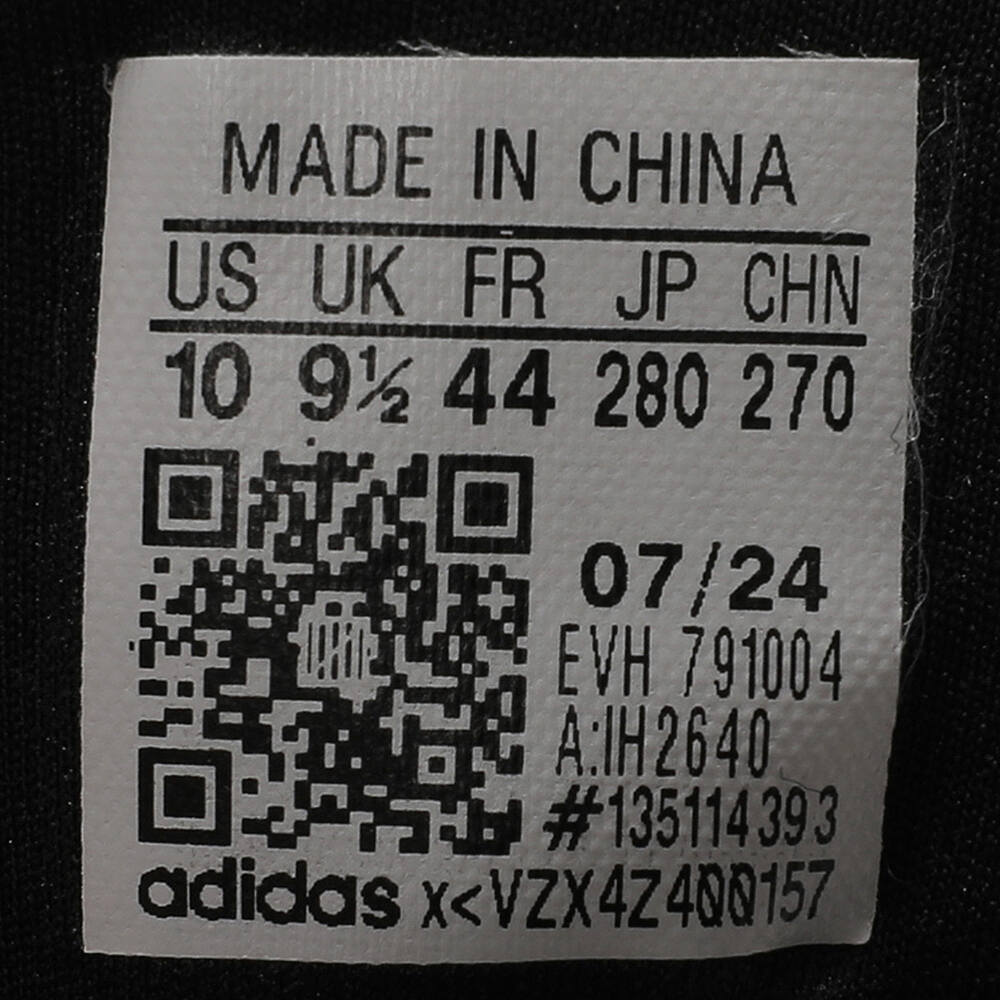 MADE IN CHINA
US UK FR JP CHN
10 9½ 44 280 270
07/24
EVH 791004
A:IH2640
#135114393
adidas x<VZX4Z400157